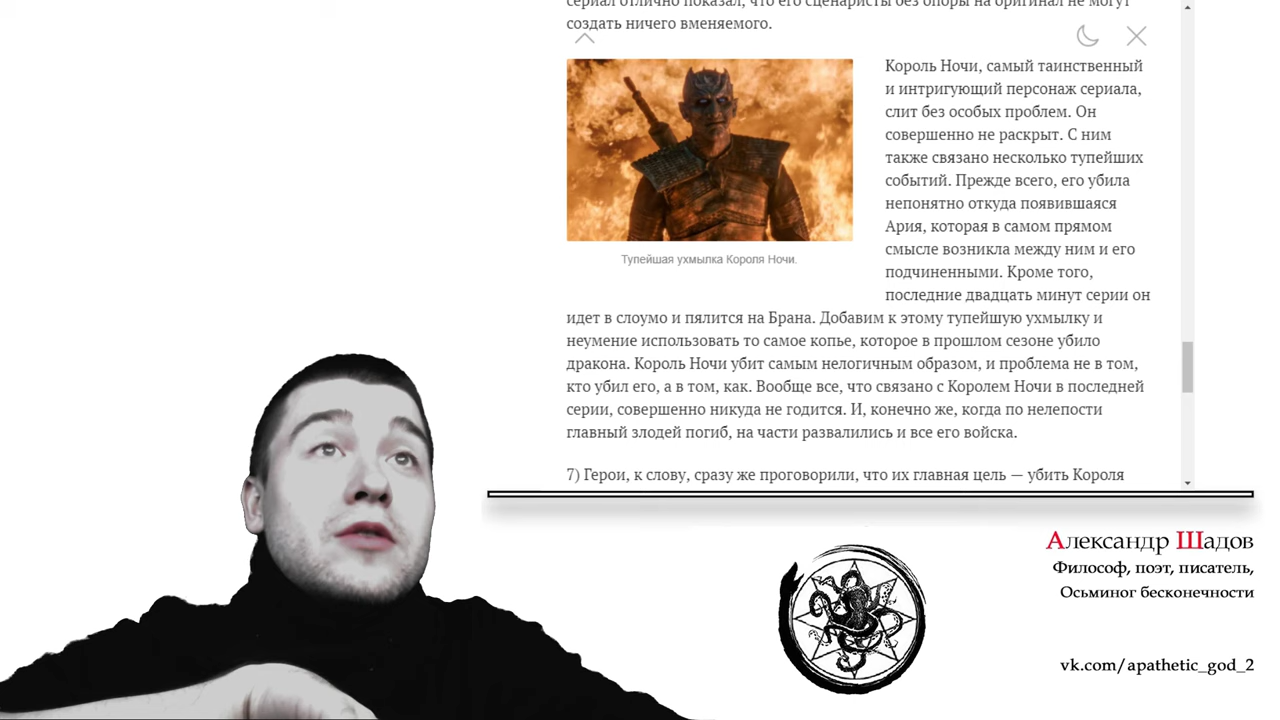 сериал отлично показал, что его сценаристы без опоры на оригинал не могут
создать ничего вменяемого.
Король Ночи, самый таинственный
и интригующий персонаж сериала,
слит без особых проблем. Он
совершенно не раскрыт. С ним
также связано несколько тупейших
событий. Прежде всего, его убила
непонятно откуда появившаяся
Ария, которая в самом прямом
смысле возникла между ним и его
подчиненными. Кроме того,
последние двадцать минут серии он
Тупейшая ухмылка Короля Ночи.
идет в слоумо и пялится на Брана. Добавим к этому тупейшую ухмылку и
неумение использовать то самое копье, которое в прошлом сезоне убило
дракона. Король Ночи убит самым нелогичным образом, и проблема не в том,
кто убил его, а в том, как. Вообще все, что связано с Королем Ночи в последней
серии, совершенно никуда не годится. И, конечно же, когда по нелепости
главный злодей погиб, на части развалились и все его войска.
7) Герои, к слову, сразу же проговорили, что их главная цель — убить Короля
Александр Шадов
Философ, поэт, писатель,
Осьминог бесконечности
vk.com/apathetic_god_2